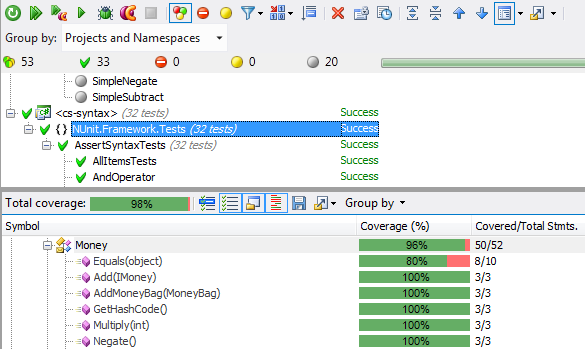 Group by: Projects and Namespaces
53 33 0 0 20
SimpleNegate
SimpleSubtract
<cs-syntax> (32 tests) Success
{} NUnit.Framework.Tests (32 tests) Success
AssertSyntaxTests (32 tests) Success
AllItemsTests Success
AndOperator Success
Total coverage: 98% Group by
Symbol Coverage (%) Covered/Total Stmts.
Money 96% 50/52
Equals(object) 80% 8/10
Add(IMoney) 100% 3/3
AddMoneyBag(MoneyBag) 100% 3/3
GetHashCode() 100% 3/3
Multiply(int) 100% 3/3
Negate() 100% 3/3